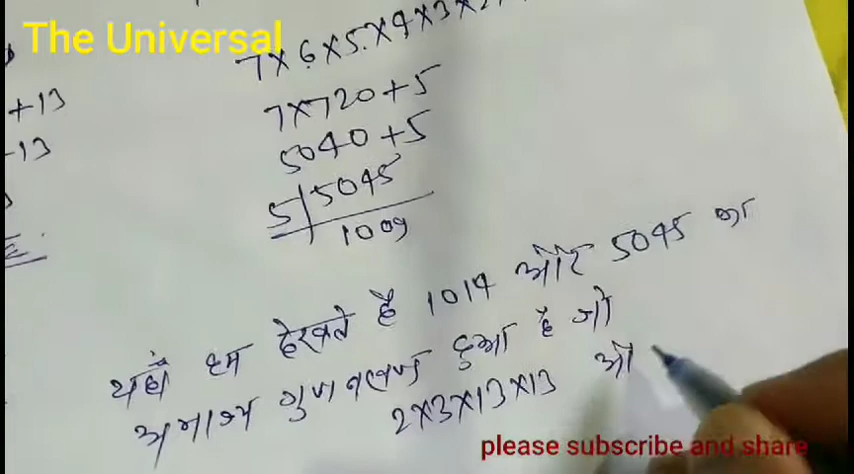 The Universal
+13
-13
7×6×5×4×3×2
7×720+5
5040+5
5|5045
1009
यहाँ हम देखते है 1014 और 5045 का
अभाज्य गुणनखण्ड हुआ है जो
2×3×13×13 औ
please subscribe and share